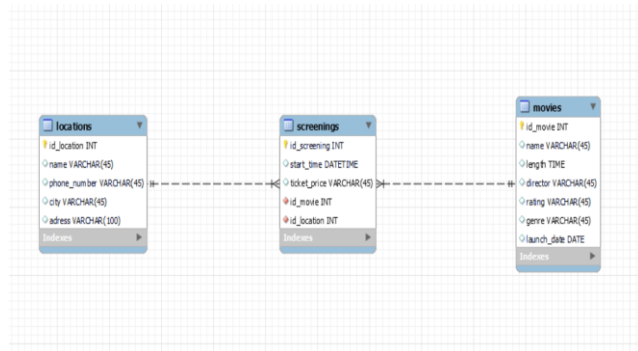 locations
id_location INT
name VARCHAR(45)
phone_number VARCHAR(45)
city VARCHAR(45)
adress VARCHAR(100)
Indexes
screenings
id_screening INT
start_time DATETIME
ticket_price VARCHAR(45)
id_movie INT
id_location INT
Indexes
movies
id_movie INT
name VARCHAR(45)
length TIME
director VARCHAR(45)
rating VARCHAR(45)
genre VARCHAR(45)
launch_date DATE
Indexes